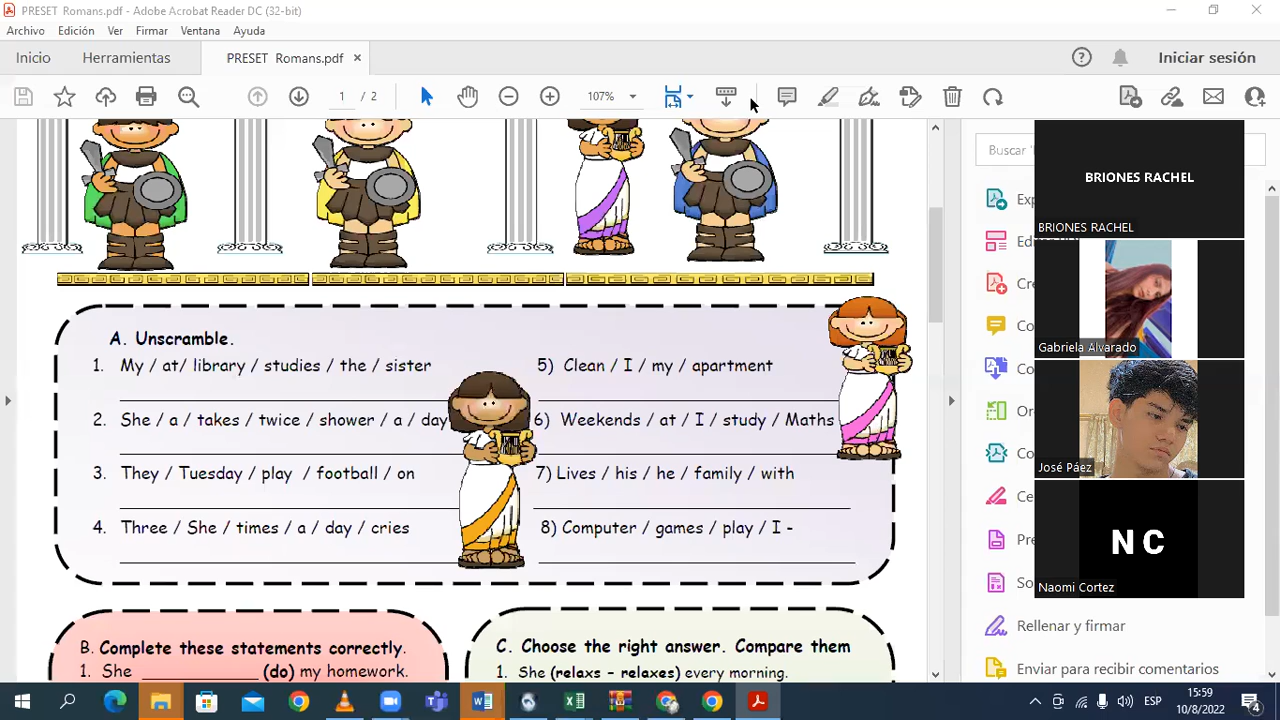 PRESET Romans.pdf - Adobe Acrobat Reader DC (32-bit)
Archivo Edición Ver Firmar Ventana Ayuda
Inicio Herramientas PRESET Romans.pdf × Iniciar sesión
1 / 2 107%
Buscar
BRIONES RACHEL
BRIONES RACHEL
Gabriela Alvarado
José Páez
N C
Naomi Cortez
A. Unscramble.
1. My / at/ library / studies / the / sister
2. She / a / takes / twice / shower / a / day
3. They / Tuesday / play / football / on
4. Three / She / times / a / day / cries
5) Clean / I / my / apartment
6) Weekends / at / I / study / Maths
7) Lives / his / he / family / with
8) Computer / games / play / I -
B. Complete these statements correctly.
1. She ____________ (do) my homework.
C. Choose the right answer. Compare them
1. She (relaxs – relaxes) every morning.
Rellenar y firmar
Enviar para recibir comentarios
ESP
15:59
10/8/2022
4